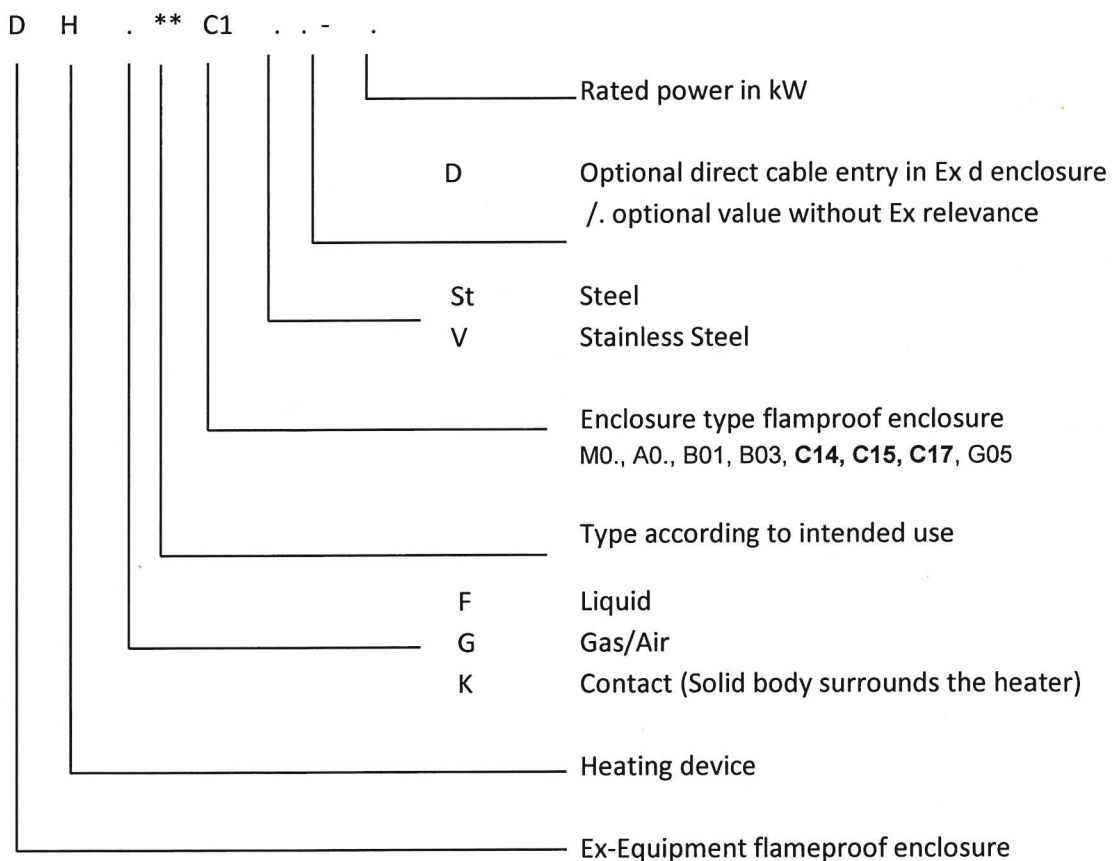 D H . ** C1 . . - .
Rated power in kW
D Optional direct cable entry in Ex d enclosure
/. optional value without Ex relevance
St Steel
V Stainless Steel
Enclosure type flamproof enclosure
M0., A0., B01, B03, C14, C15, C17, G05
Type according to intended use
F Liquid
G Gas/Air
K Contact (Solid body surrounds the heater)
Heating device
Ex-Equipment flameproof enclosure